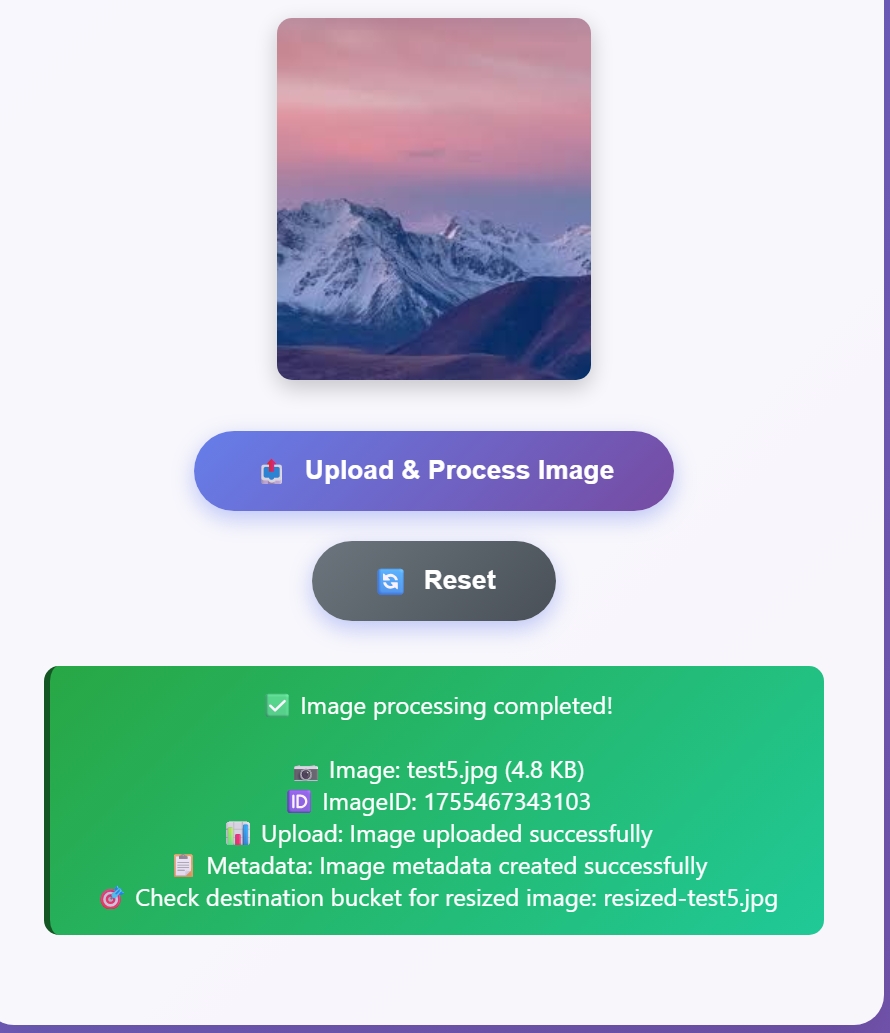 📤 Upload & Process Image
🔄 Reset
✅ Image processing completed!
📷 Image: test5.jpg (4.8 KB)
🆔 ImageID: 1755467343103
📊 Upload: Image uploaded successfully
📋 Metadata: Image metadata created successfully
🎯 Check destination bucket for resized image: resized-test5.jpg